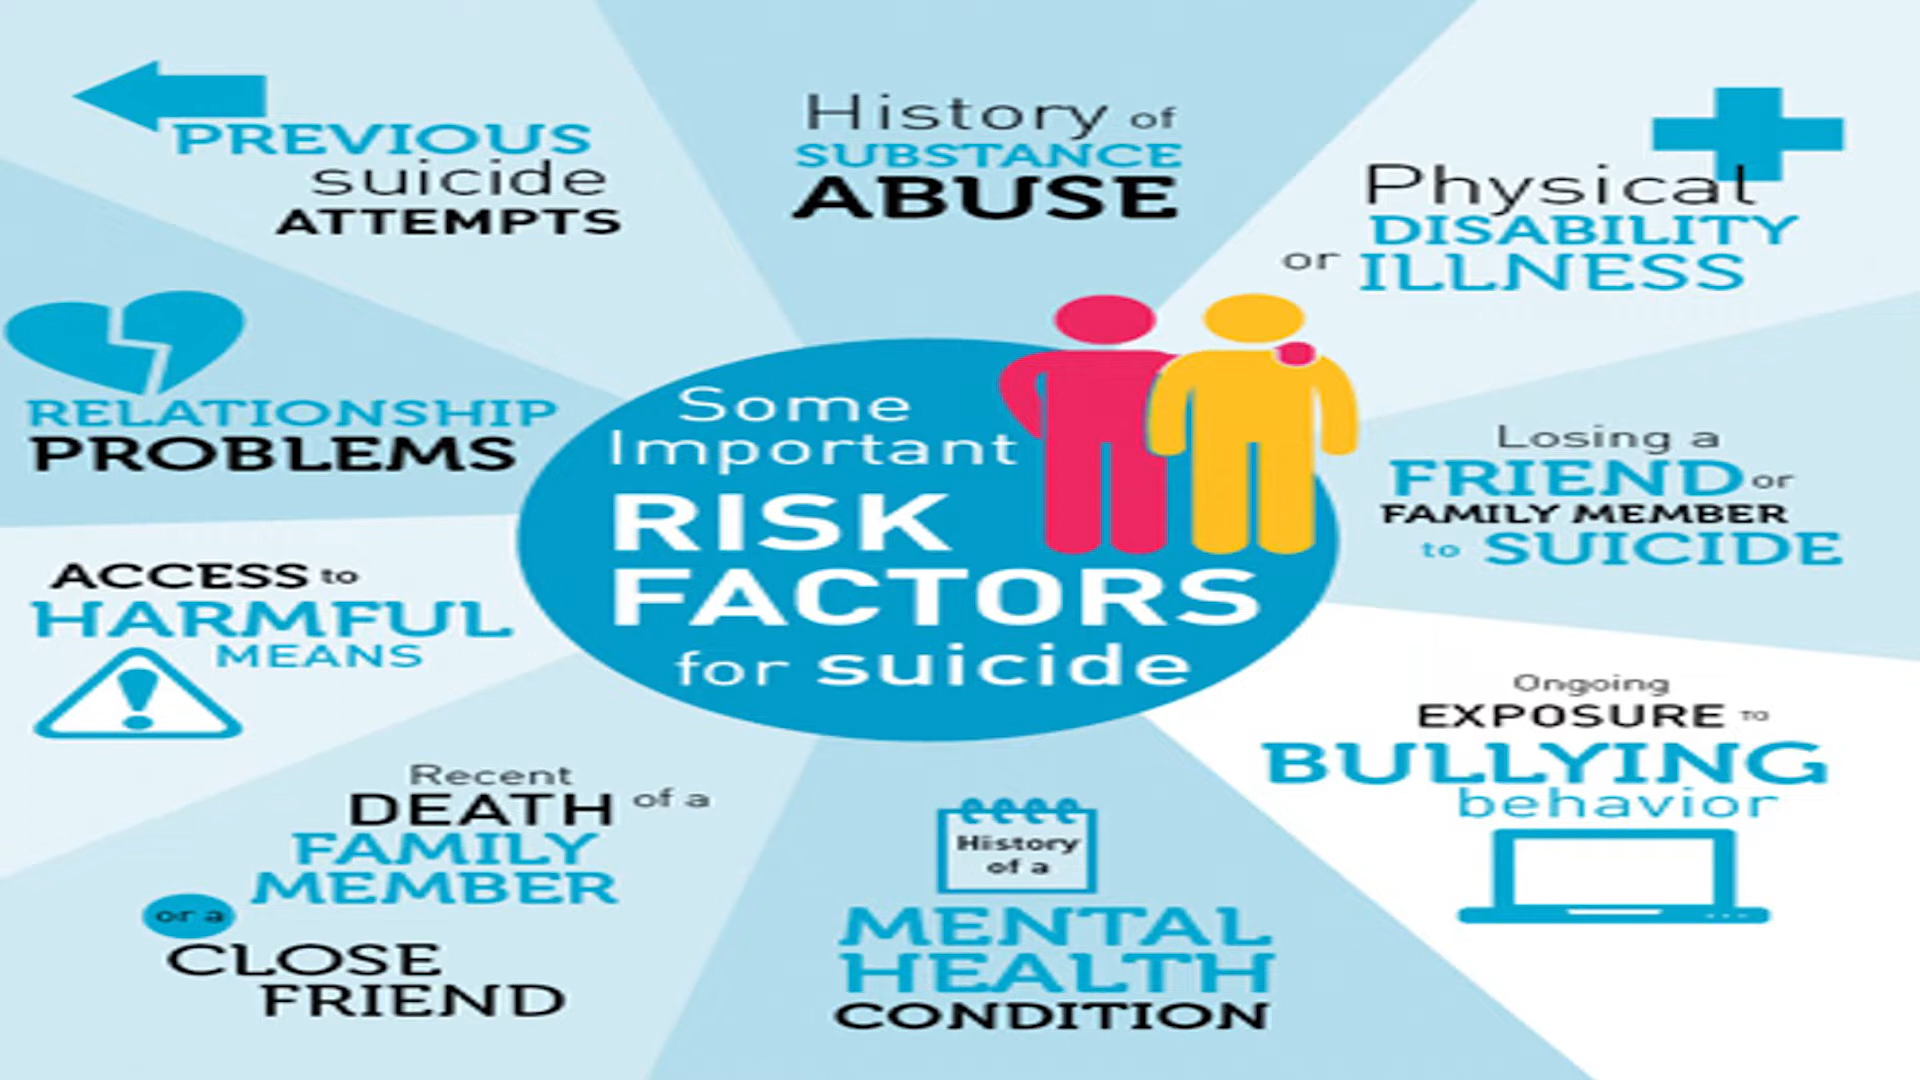 PREVIOUS
suicide
ATTEMPTS
History of
SUBSTANCE
ABUSE
Physical
DISABILITY
or ILLNESS
RELATIONSHIP
PROBLEMS
Some
Important
RISK
FACTORS
for suicide
Losing a
FRIEND or
FAMILY MEMBER
to SUICIDE
ACCESS to
HARMFUL
MEANS
Ongoing
EXPOSURE TO
BULLYING
behavior
Recent
DEATH of a
FAMILY
MEMBER
or a
CLOSE
FRIEND
History
of a
MENTAL
HEALTH
CONDITION